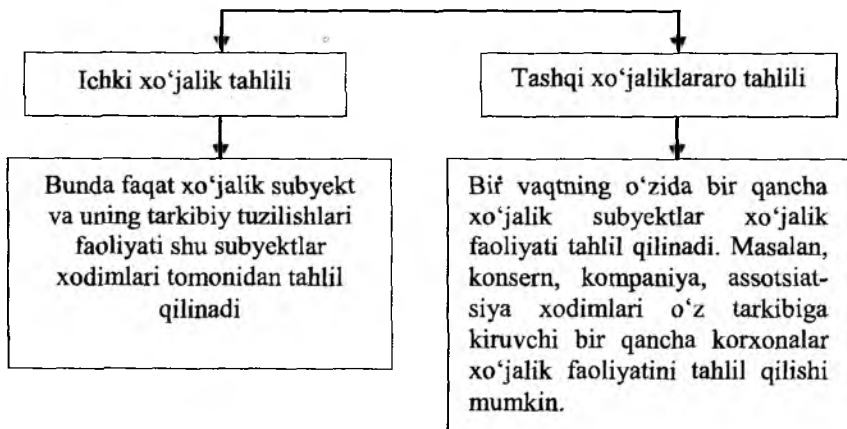 Ichki xo‘jalik tahlili
Tashqi xo‘jaliklararo tahlili
Bunda faqat xo‘jalik subyekt
va uning tarkibiy tuzilishlari
faoliyati shu subyektlar
xodimlari tomonidan tahlil
qilinadi
Bir vaqtning o‘zida bir qancha
xo‘jalik subyektlar xo‘jalik
faoliyati tahlil qilinadi. Masalan,
konsern, kompaniya, assotsiat-
siya xodimlari o‘z tarkibiga
kiruvchi bir qancha korxonalar
xo‘jalik faoliyatini tahlil qilishi
mumkin.